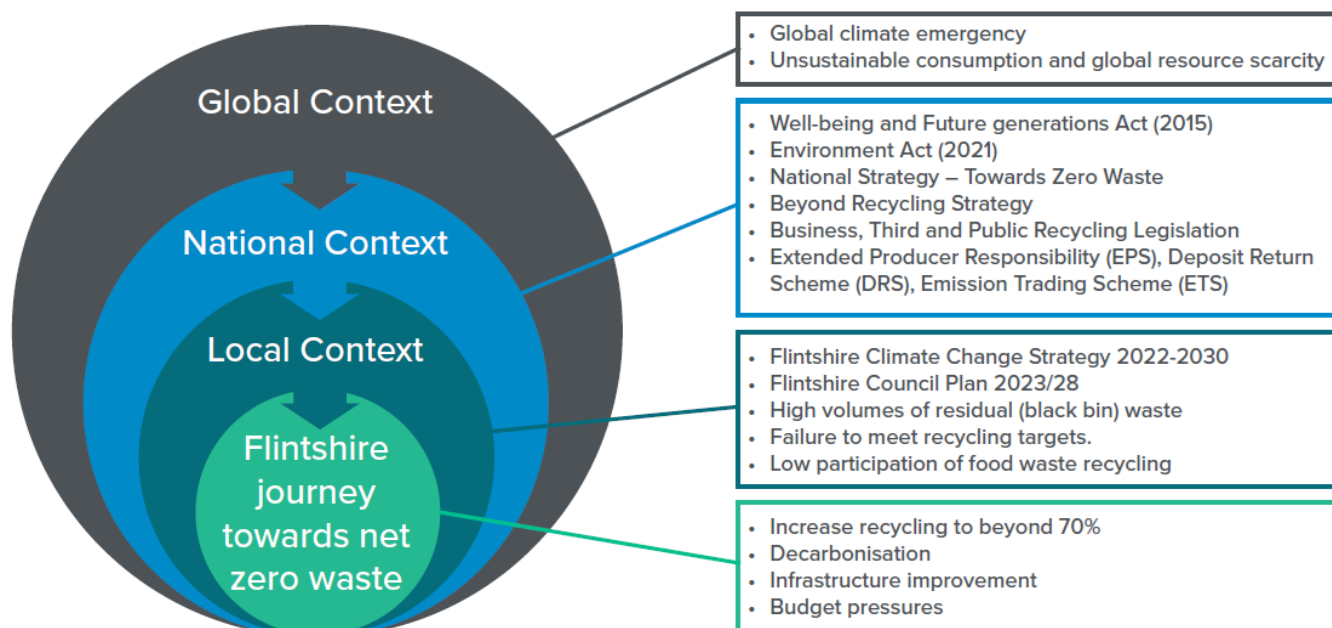 Global Context
National Context
Local Context
Flintshire
journey
towards net
zero waste
• Global climate emergency
• Unsustainable consumption and global resource scarcity
• Well-being and Future generations Act (2015)
• Environment Act (2021)
• National Strategy – Towards Zero Waste
• Beyond Recycling Strategy
• Business, Third and Public Recycling Legislation
• Extended Producer Responsibility (EPS), Deposit Return
Scheme (DRS), Emission Trading Scheme (ETS)
• Flintshire Climate Change Strategy 2022-2030
• Flintshire Council Plan 2023/28
• High volumes of residual (black bin) waste
• Failure to meet recycling targets.
• Low participation of food waste recycling
• Increase recycling to beyond 70%
• Decarbonisation
• Infrastructure improvement
• Budget pressures